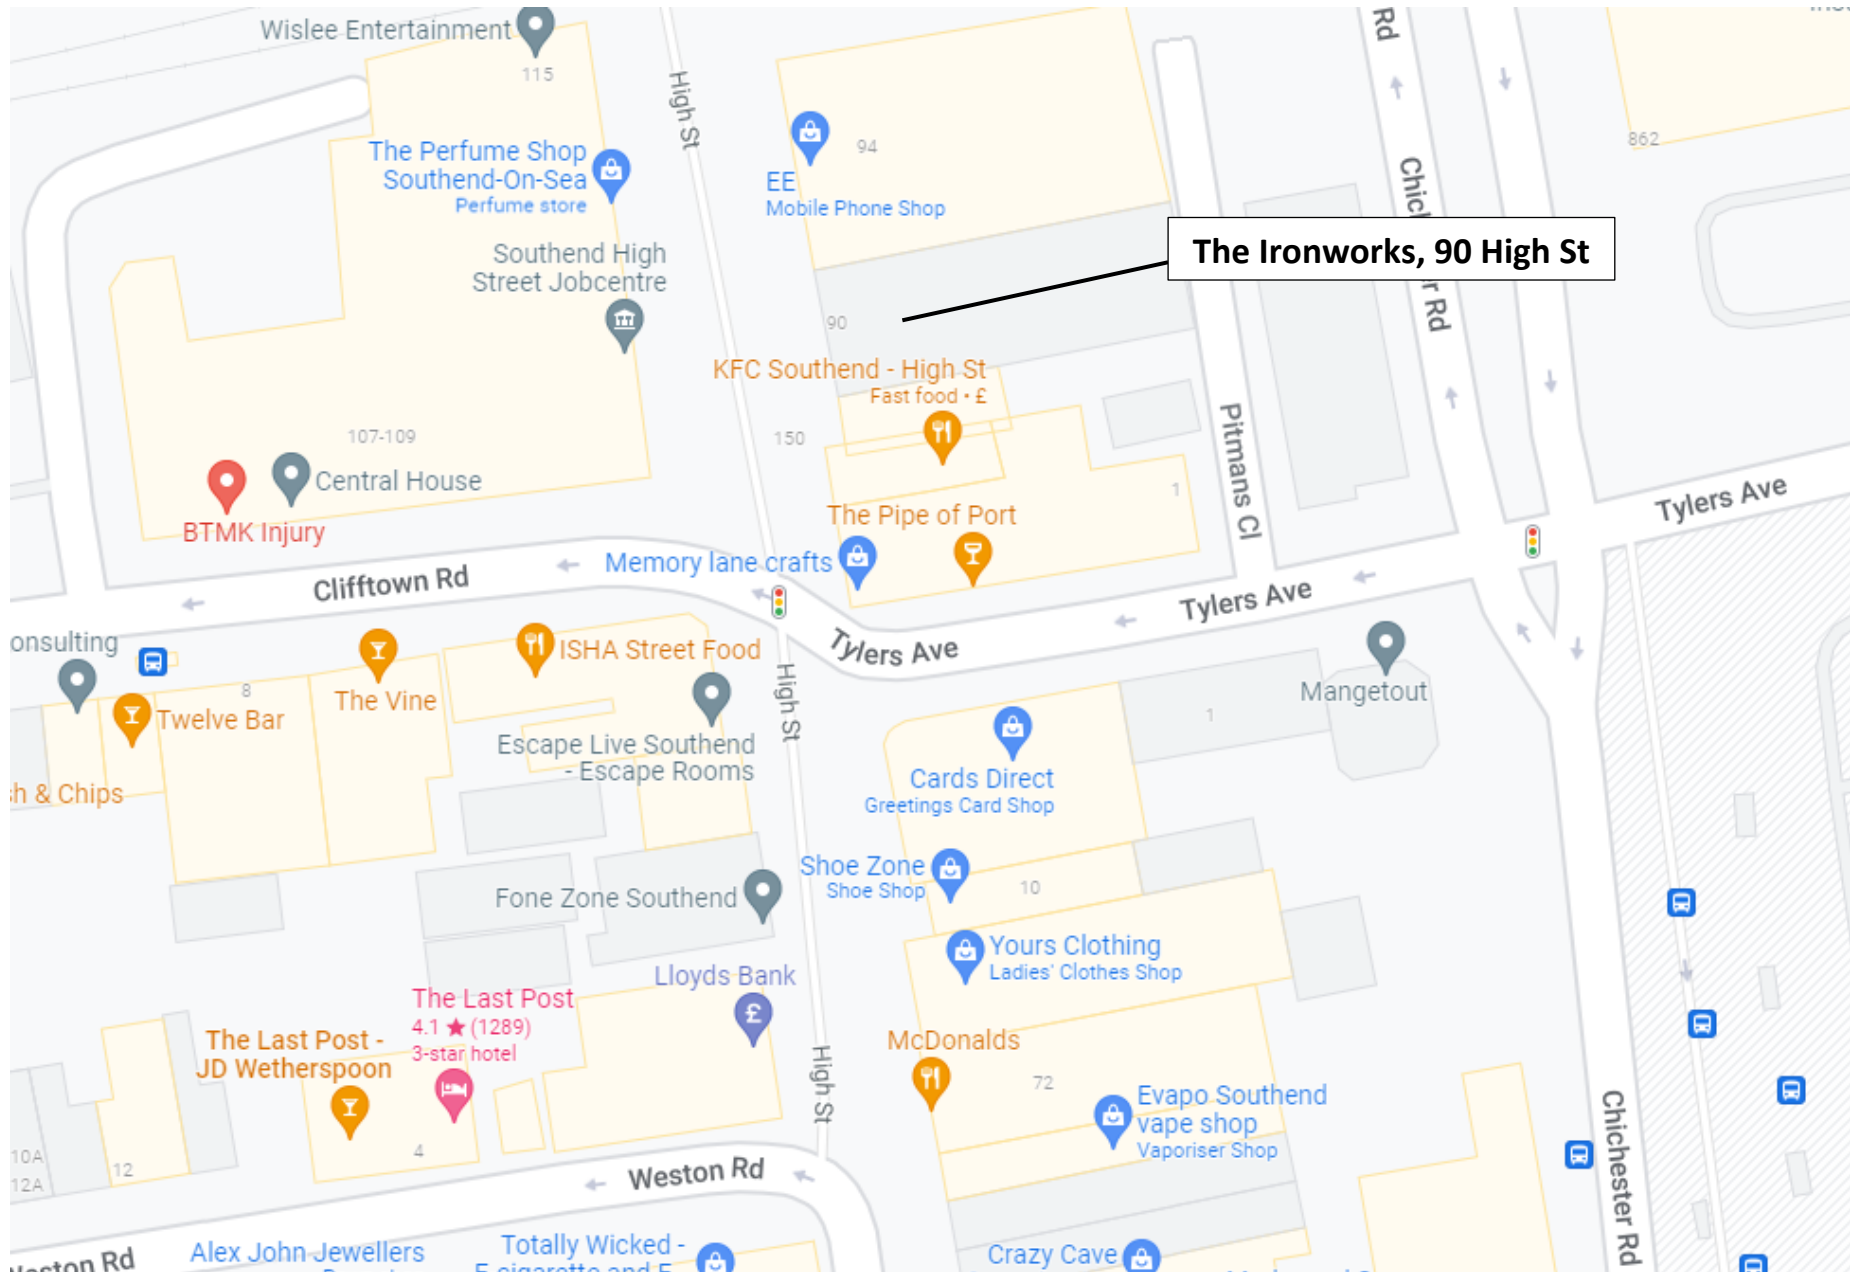 Wislee Entertainment
115
High St
The Perfume Shop
Southend-On-Sea
Perfume store
94
EE
Mobile Phone Shop
Rd
862
Southend High
Street Jobcentre
The Ironworks, 90 High St
90
KFC Southend - High St
Fast food • £
107-109
150
Central House
BTMK Injury
1
Pitmans Cl
The Pipe of Port
Memory lane crafts
Tylers Ave
Clifftown Rd
Tylers Ave
Tylers Ave
onsulting
ISHA Street Food
High St
Mangetout
8
The Vine
Twelve Bar
1
Escape Live Southend
- Escape Rooms
Cards Direct
Greetings Card Shop
h & Chips
Shoe Zone
Shoe Shop
10
Fone Zone Southend
Yours Clothing
Ladies' Clothes Shop
Lloyds Bank
£
The Last Post
4.1 ★ (1289)
3-star hotel
The Last Post -
JD Wetherspoon
McDonalds
72
High St
Evapo Southend
vape shop
Vaporiser Shop
Chichester Rd
10A
12A
12
4
Weston Rd
Alex John Jewellers
Totally Wicked -
Crazy Cave